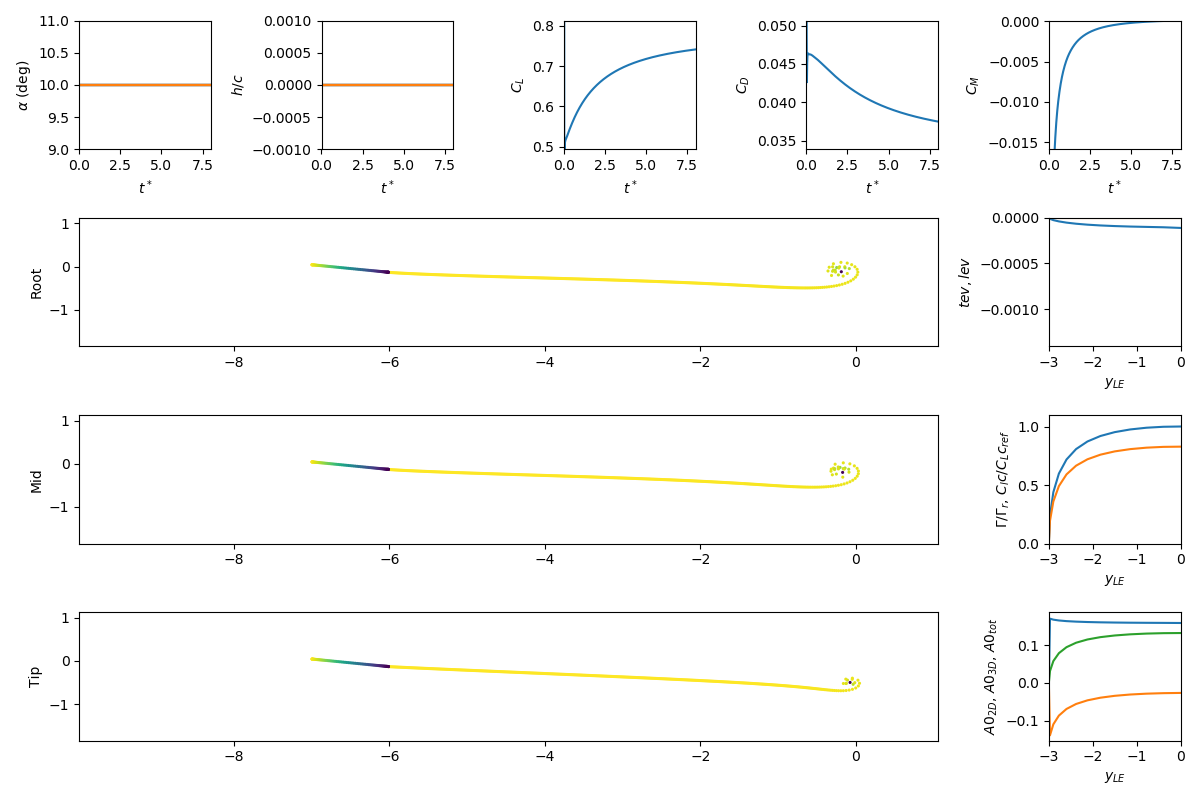 11.0
10.5
10.0
9.5
9.0
α (deg)
0.0 2.5 5.0 7.5
t*
0.0010
0.0005
0.0000
−0.0005
−0.0010
h/c
0.0 2.5 5.0 7.5
t*
0.8
0.7
0.6
0.5
C_L
0.0 2.5 5.0 7.5
t*
0.050
0.045
0.040
0.035
C_D
0.0 2.5 5.0 7.5
t*
0.000
−0.005
−0.010
−0.015
C_M
0.0 2.5 5.0 7.5
t*
1
0
−1
Root
−8 −6 −4 −2 0
0.0000
−0.0005
−0.0010
tev, lev
−3 −2 −1 0
y_LE
1
0
−1
Mid
−8 −6 −4 −2 0
1.0
0.5
0.0
Γ/Γ_r, C_lc/C_Lc_ref
−3 −2 −1 0
y_LE
1
0
−1
Tip
−8 −6 −4 −2 0
0.1
0.0
−0.1
A0_2D, A0_3D, A0_tot
−3 −2 −1 0
y_LE